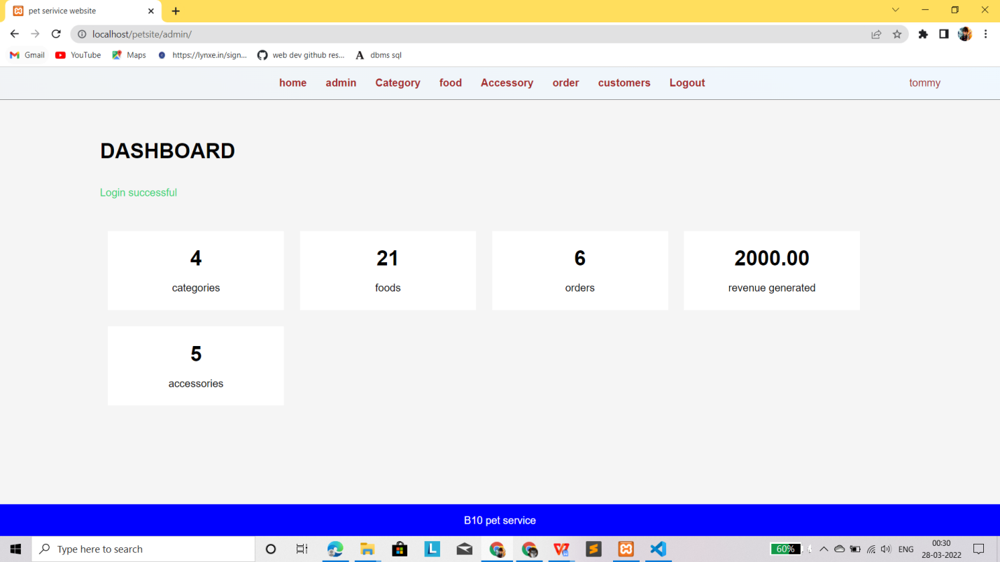 pet serivice website
localhost/petsite/admin/
Gmail YouTube Maps https://lynxe.in/sign... web dev github res... A dbms sql
home admin Category food Accessory order customers Logout tommy
DASHBOARD
Login successful
4 21 6 2000.00
categories foods orders revenue generated
5
accessories
B10 pet service
Type here to search
60% ENG 00:30
28-03-2022